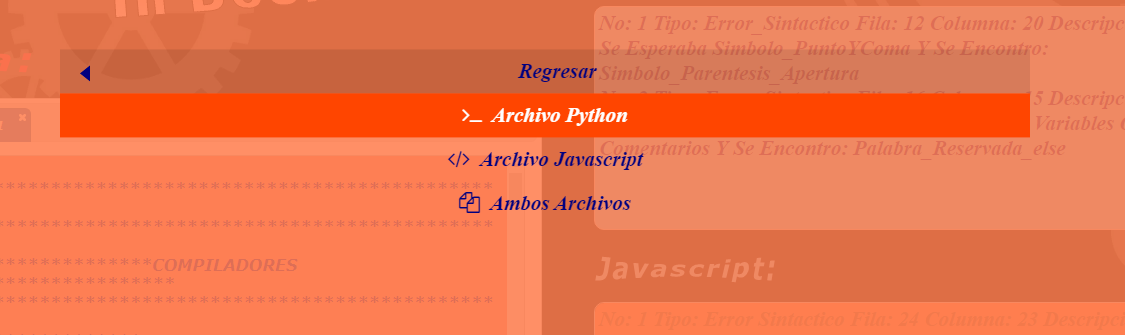 No: 1 Tipo: Error_Sintactico Fila: 12 Columna: 20 Descripc
Se Esperaba Simbolo_PuntoYComa Y Se Encontro:
Simbolo_Parentesis_Apertura
5 Descripc
Variables
Comentarios Y Se Encontro: Palabra_Reservada_else
Regresar
Archivo Python
</> Archivo Javascript
Ambos Archivos
*****************************************
*****************************************
*************COMPILADORES
***************
*****************************************
Javascript:
No: 1 Tipo: Error Sintactico Fila: 24 Columna: 23 Descripc